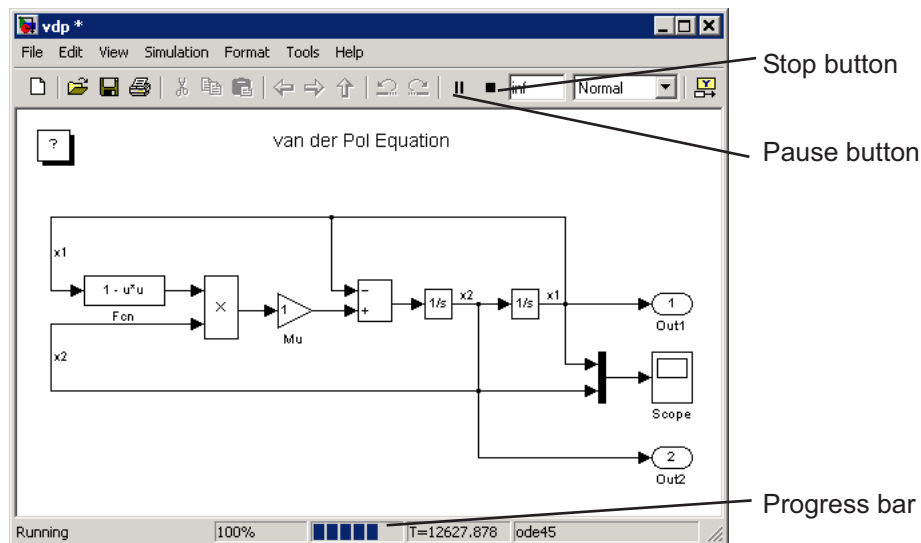 vdp *
File Edit View Simulation Format Tools Help
inf Normal
Stop button
Pause button
?
van der Pol Equation
x1
1 - u*u
Fcn
×
1
Mu
−
+
1/s
x2
1/s
x1
1
Out1
x2
Scope
2
Out2
Progress bar
Running 100% T=12627.878 ode45